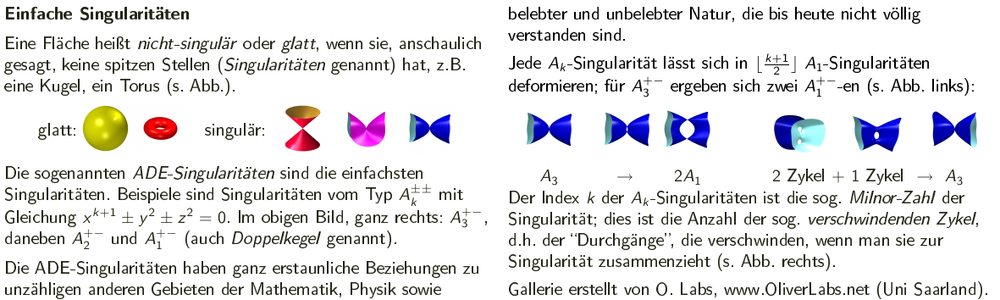 Einfache Singularitäten
Eine Fläche heißt nicht-singulär oder glatt, wenn sie, anschaulich
gesagt, keine spitzen Stellen (Singularitäten genannt) hat, z.B.
eine Kugel, ein Torus (s. Abb.).
glatt: singulär:
Die sogenannten ADE-Singularitäten sind die einfachsten
Singularitäten. Beispiele sind Singularitäten vom Typ $A_k^{\pm\pm}$ mit
Gleichung $x^{k+1} \pm y^2 \pm z^2 = 0$. Im obigen Bild, ganz rechts: $A_3^{+-}$,
daneben $A_2^{+-}$ und $A_1^{+-}$ (auch Doppelkegel genannt).
Die ADE-Singularitäten haben ganz erstaunliche Beziehungen zu
unzähligen anderen Gebieten der Mathematik, Physik sowie
belebter und unbelebter Natur, die bis heute nicht völlig
verstanden sind.
Jede $A_k$-Singularität lässt sich in $\lfloor \frac{k+1}{2} \rfloor$ $A_1$-Singularitäten
deformieren; für $A_3^{+-}$ ergeben sich zwei $A_1^{+-}$-en (s. Abb. links):
$A_3$ → $2A_1$ 2 Zykel + 1 Zykel → $A_3$
Der Index k der $A_k$-Singularitäten ist die sog. Milnor-Zahl der
Singularität; dies ist die Anzahl der sog. verschwindenden Zykel,
d.h. der “Durchgänge”, die verschwinden, wenn man sie zur
Singularität zusammenzieht (s. Abb. rechts).
Gallerie erstellt von O. Labs, www.OliverLabs.net (Uni Saarland).